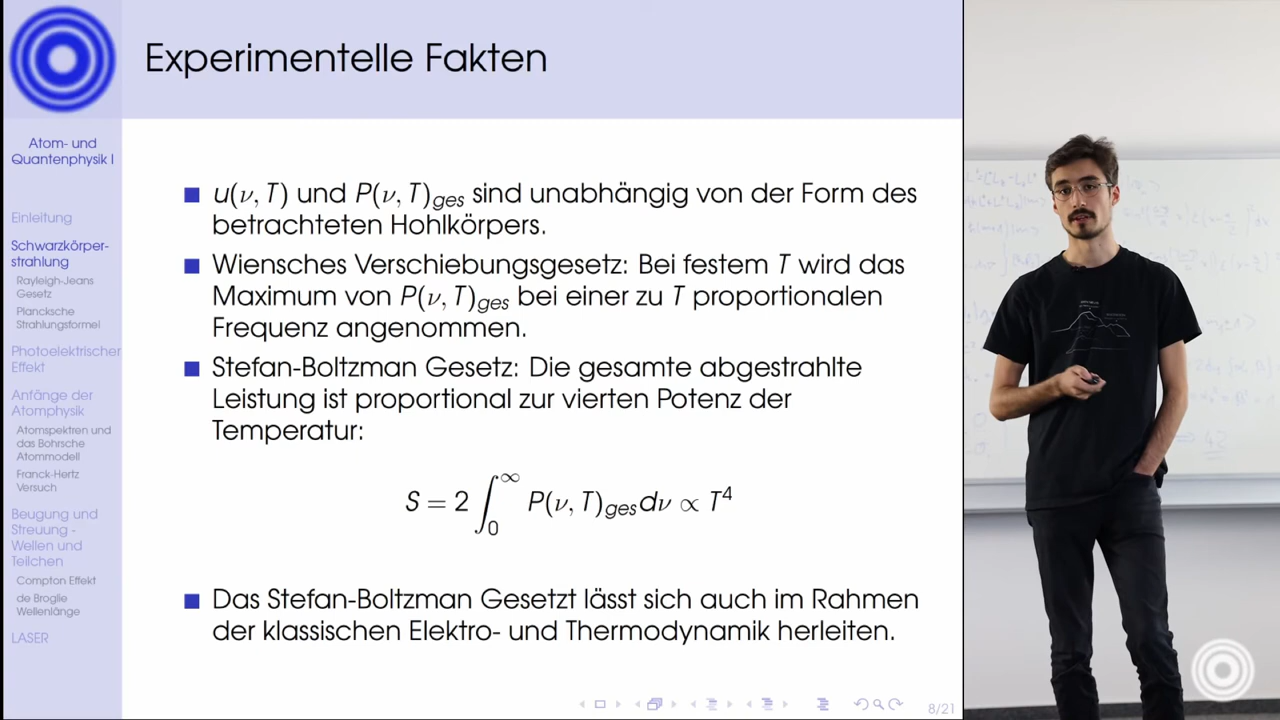 Experimentelle Fakten
Atom- und
Quantenphysik I
Einleitung
Schwarzkörper-
strahlung
Rayleigh-Jeans
Gesetz
Plancksche
Strahlungsformel
Photoelektrischer
Effekt
Anfänge der
Atomphysik
Atomspektren und
das Bohrsche
Atommodell
Franck-Hertz
Versuch
Beugung und
Streuung -
Wellen und
Teilchen
Compton Effekt
de Broglie
Wellenlänge
LASER
u(ν, T) und P(ν, T)ges sind unabhängig von der Form des
betrachteten Hohlkörpers.
Wiensches Verschiebungsgesetz: Bei festem T wird das
Maximum von P(ν, T)ges bei einer zu T proportionalen
Frequenz angenommen.
Stefan-Boltzman Gesetz: Die gesamte abgestrahlte
Leistung ist proportional zur vierten Potenz der
Temperatur:
S = 2 ∫₀^∞ P(ν, T)ges dν ∝ T⁴
Das Stefan-Boltzman Gesetzt lässt sich auch im Rahmen
der klassischen Elektro- und Thermodynamik herleiten.
8/21